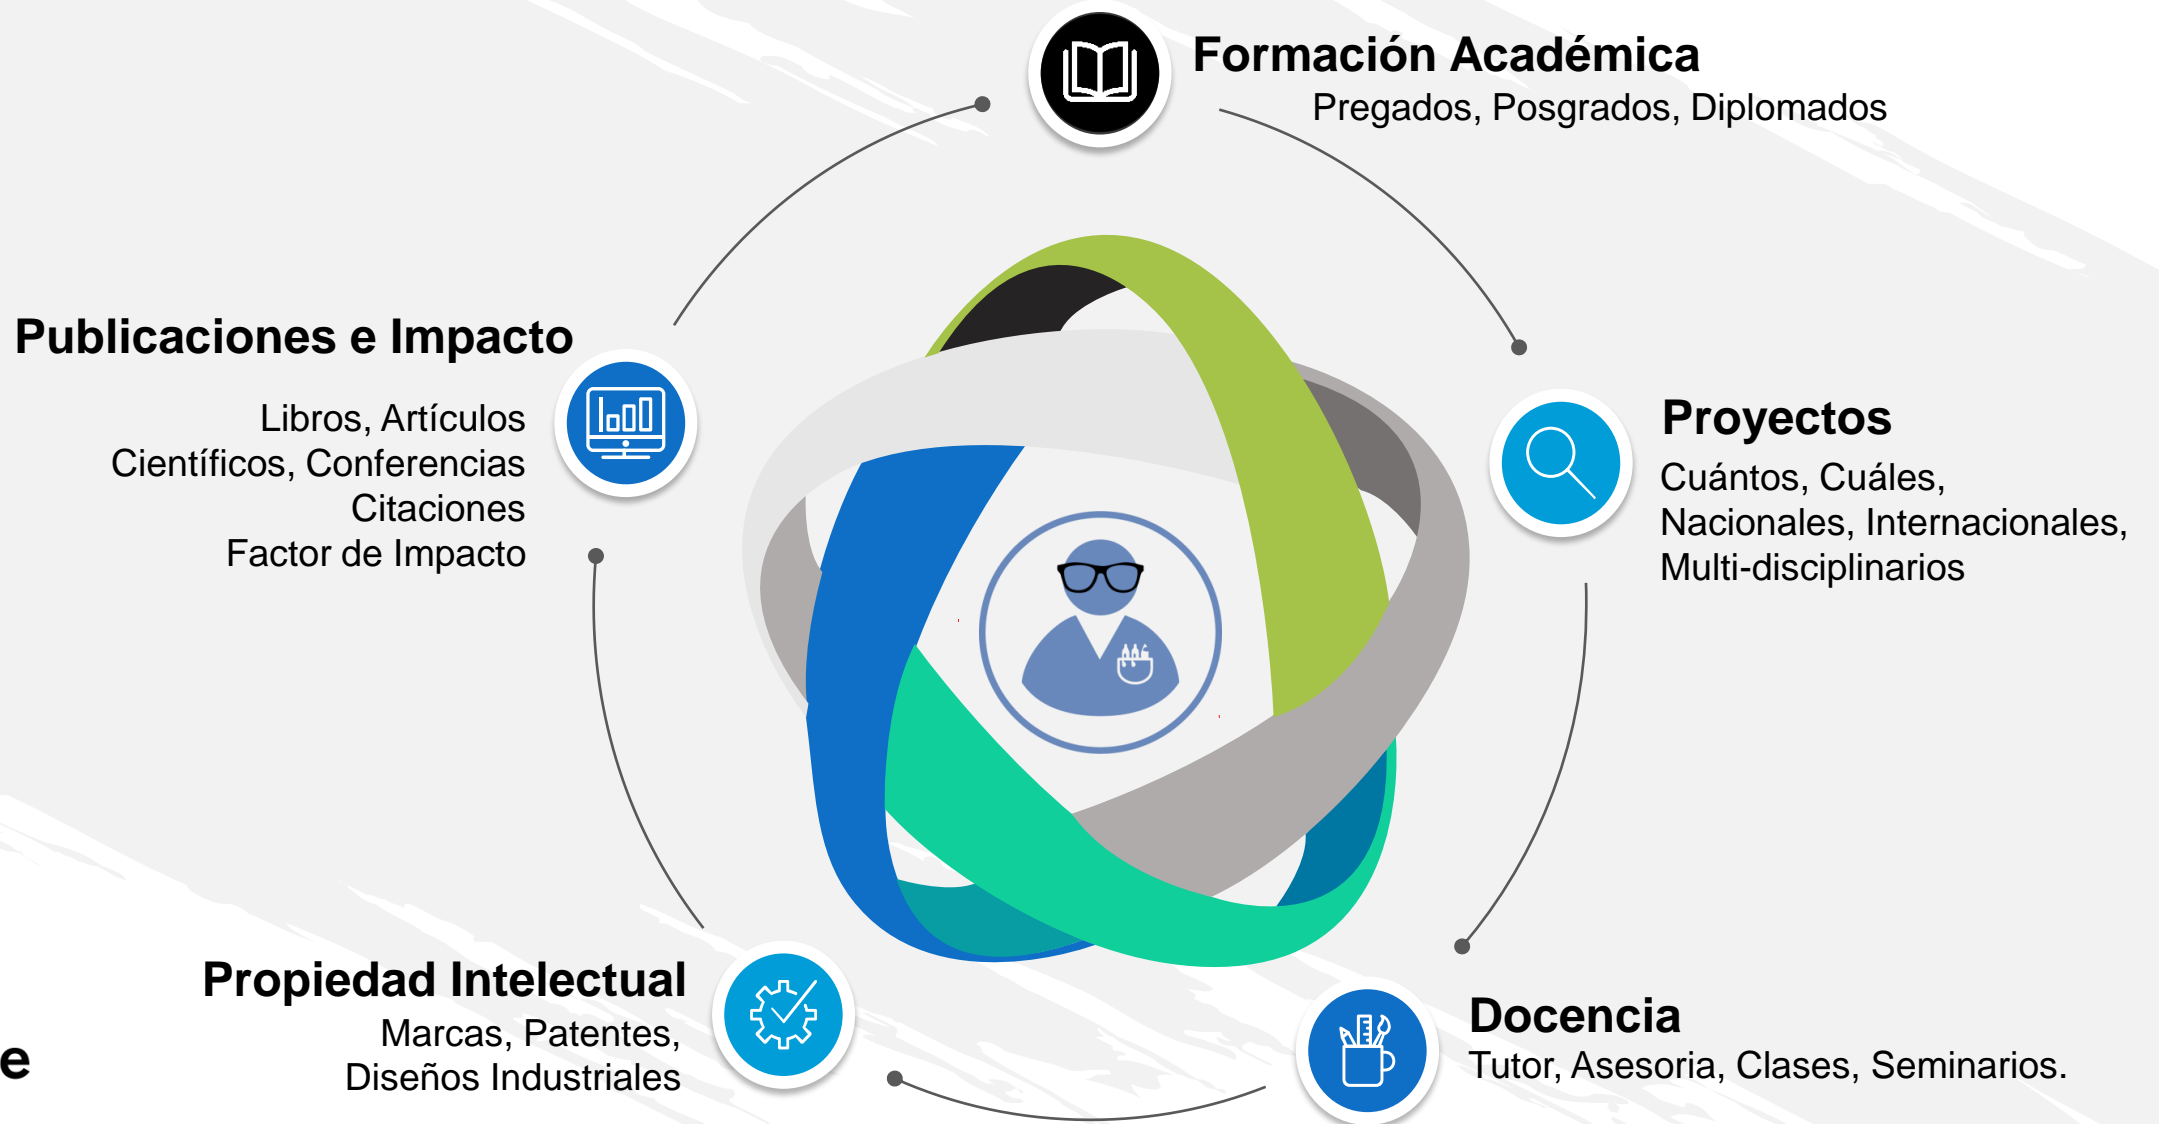 Formación Académica
Pregados, Posgrados, Diplomados
Publicaciones e Impacto
Libros, Artículos
Científicos, Conferencias
Citaciones
Factor de Impacto
Proyectos
Cuántos, Cuáles,
Nacionales, Internacionales,
Multi-disciplinarios
Propiedad Intelectual
Marcas, Patentes,
Diseños Industriales
Docencia
Tutor, Asesoria, Clases, Seminarios.
e